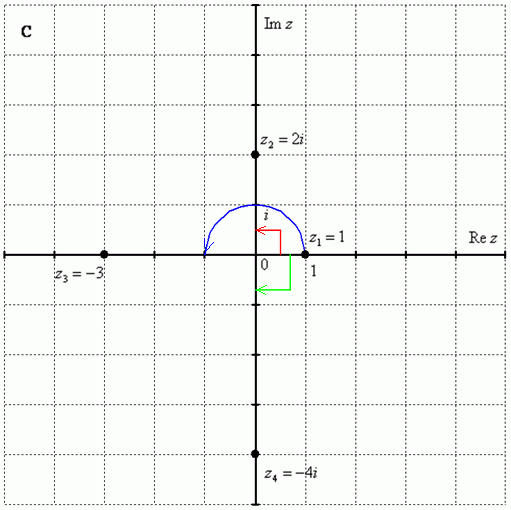 C
Im z
z₂ = 2i
i
z₁ = 1
Re z
0
1
z₃ = −3
z₄ = −4i